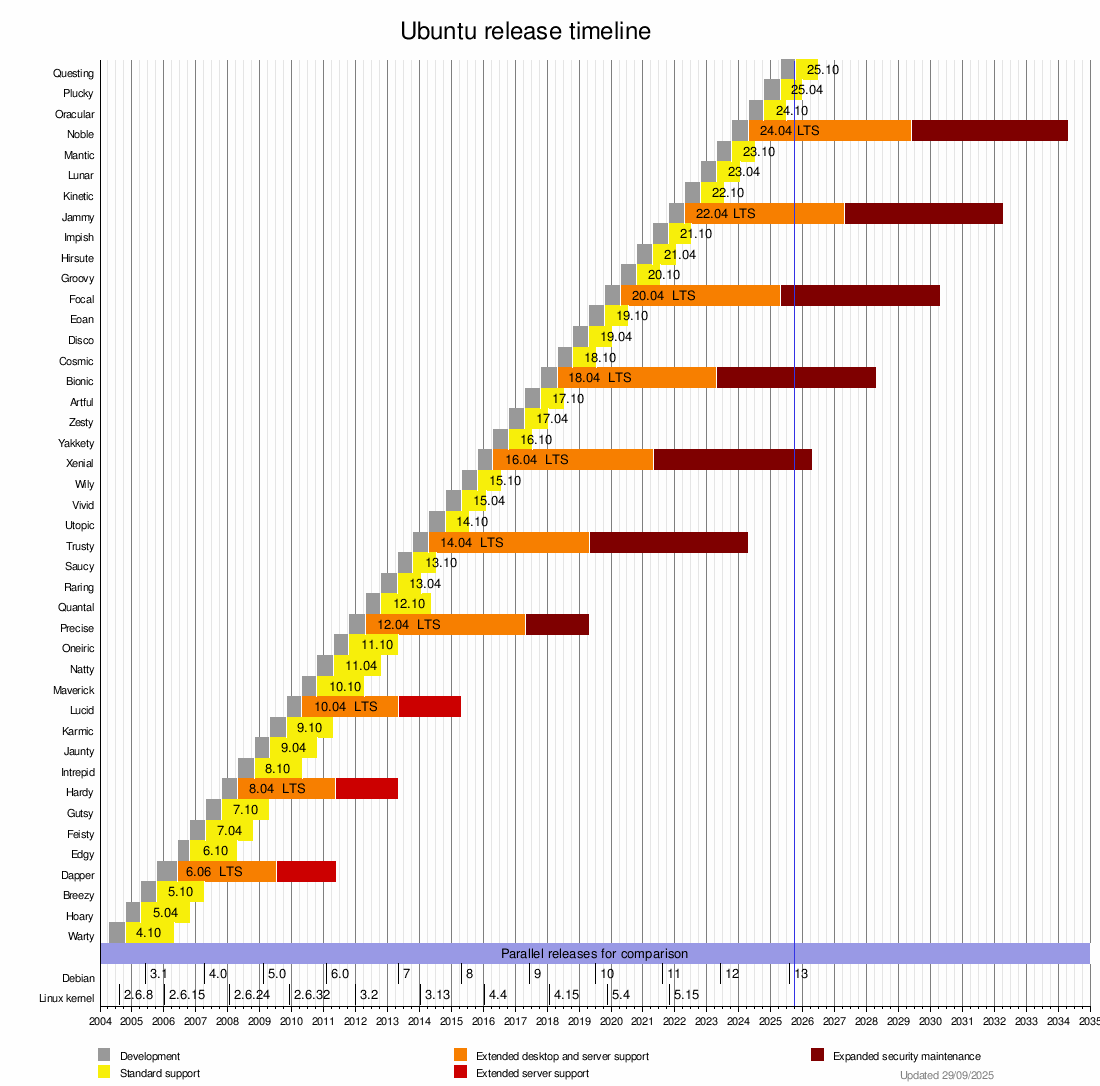 Ubuntu release timeline
Questing 25.10
Plucky 25.04
Oracular 24.10
Noble 24.04 LTS
Mantic 23.10
Lunar 23.04
Kinetic 22.10
Jammy 22.04 LTS
Impish 21.10
Hirsute 21.04
Groovy 20.10
Focal 20.04 LTS
Eoan 19.10
Disco 19.04
Cosmic 18.10
Bionic 18.04 LTS
Artful 17.10
Zesty 17.04
Yakkety 16.10
Xenial 16.04 LTS
Wily 15.10
Vivid 15.04
Utopic 14.10
Trusty 14.04 LTS
Saucy 13.10
Raring 13.04
Quantal 12.10
Precise 12.04 LTS
Oneiric 11.10
Natty 11.04
Maverick 10.10
Lucid 10.04 LTS
Karmic 9.10
Jaunty 9.04
Intrepid 8.10
Hardy 8.04 LTS
Gutsy 7.10
Feisty 7.04
Edgy 6.10
Dapper 6.06 LTS
Breezy 5.10
Hoary 5.04
Warty 4.10
Parallel releases for comparison
Debian 3.1 4.0 5.0 6.0 7 8 9 10 11 12 13
Linux kernel 2.6.8 2.6.15 2.6.24 2.6.32 3.2 3.13 4.4 4.15 5.4 5.15
2004 2005 2006 2007 2008 2009 2010 2011 2012 2013 2014 2015 2016 2017 2018 2019 2020 2021 2022 2023 2024 2025 2026 2027 2028 2029 2030 2031 2032 2033 2034 2035
Development Extended desktop and server support Expanded security maintenance
Standard support Extended server support
Updated 29/09/2025